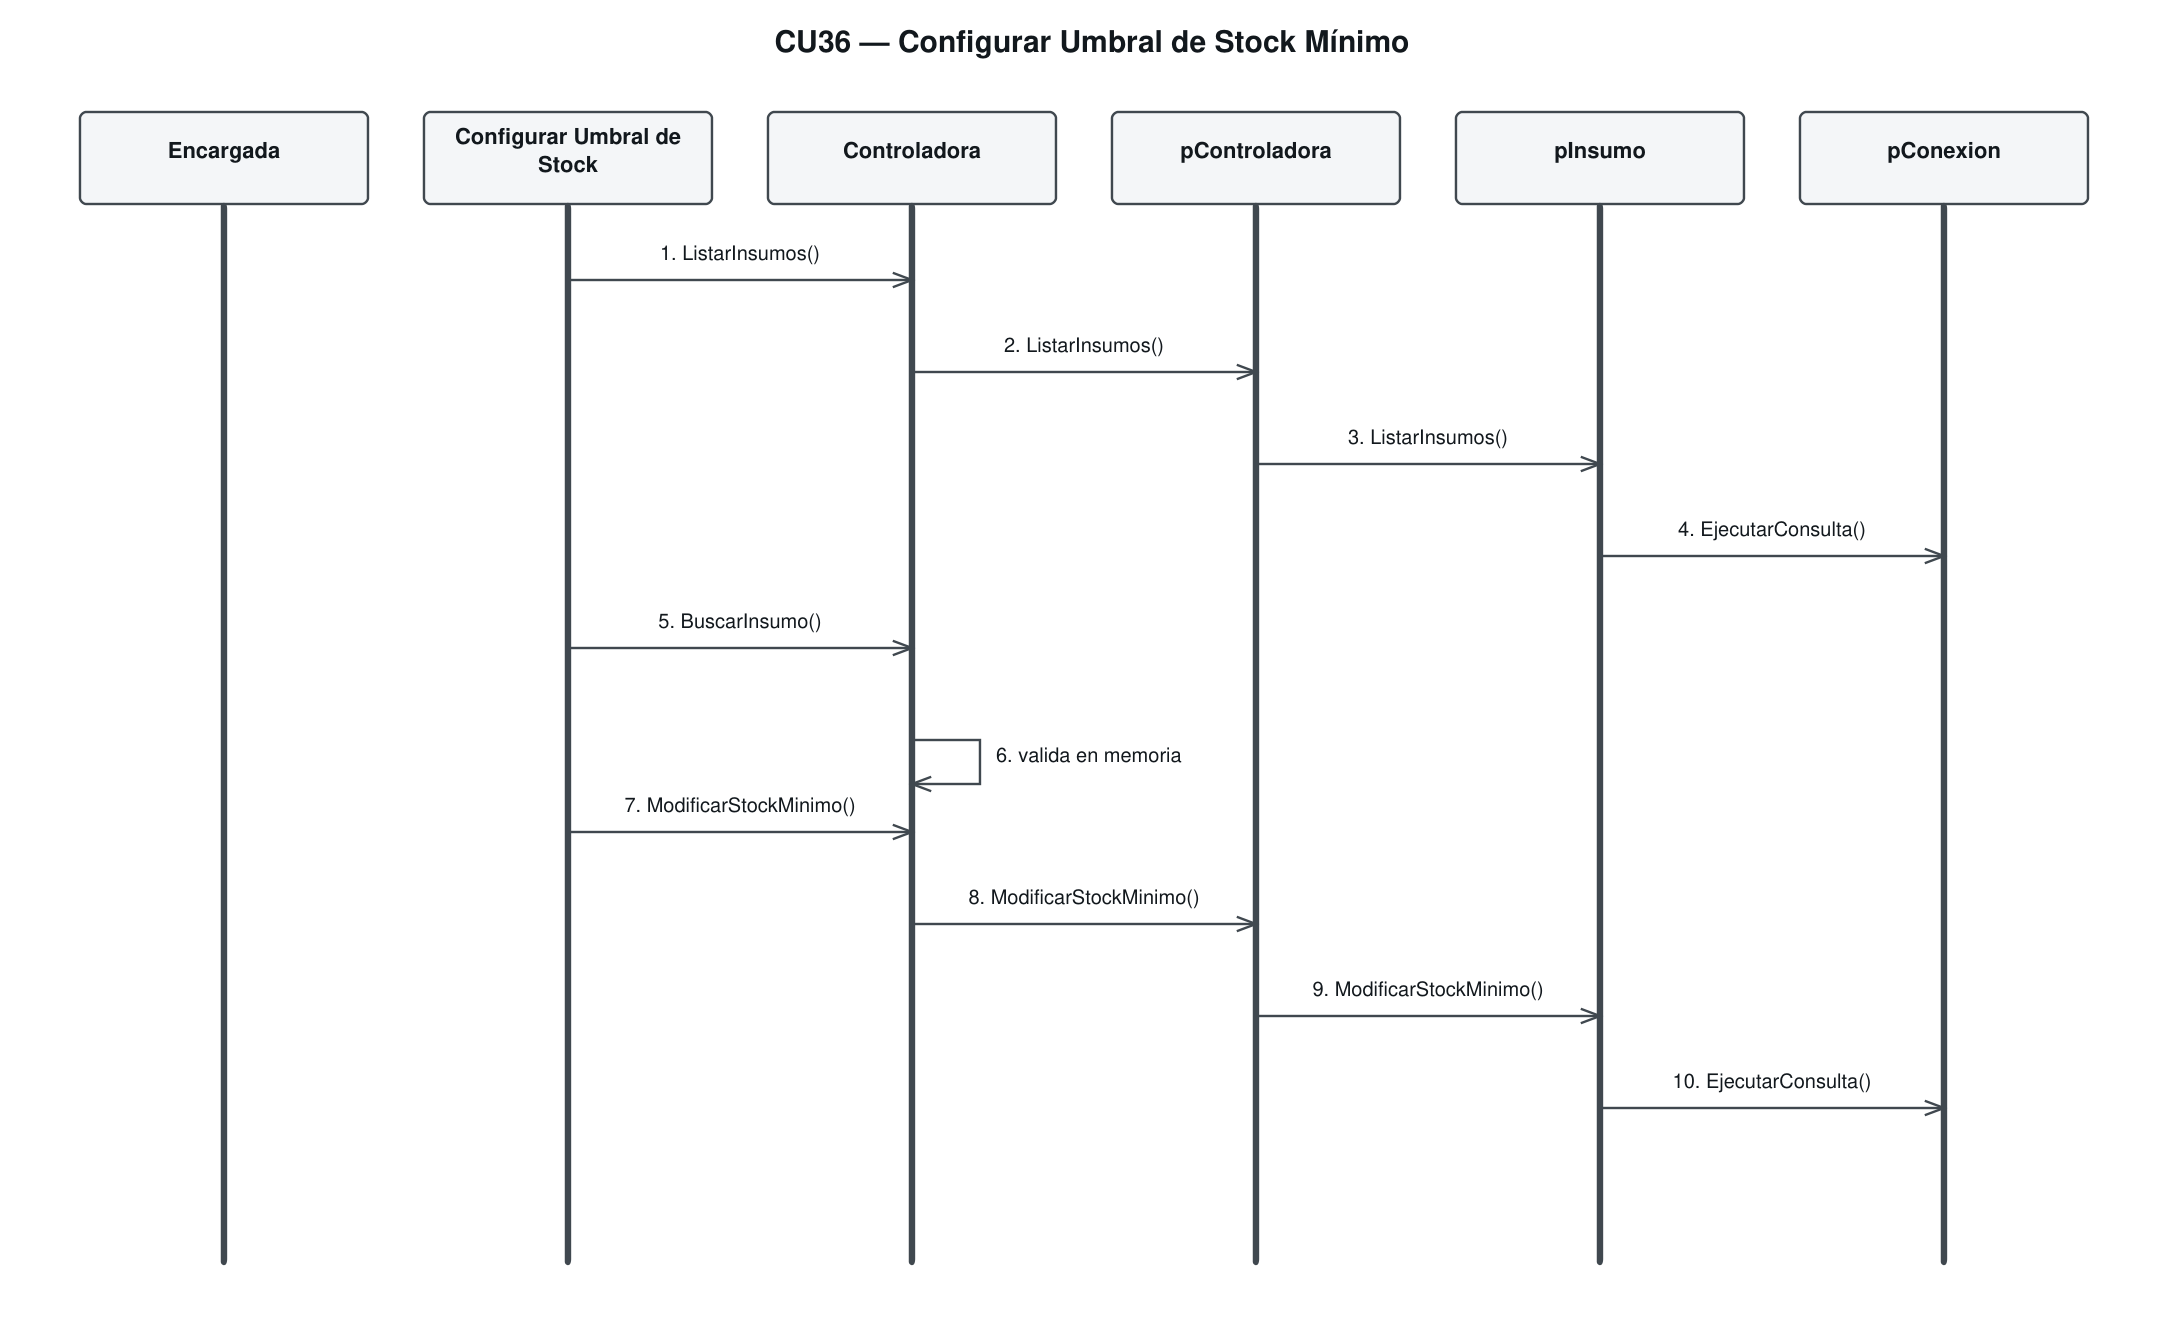 CU36 — Configurar Umbral de Stock Mínimo
Encargada
Configurar Umbral de
Stock
Controladora
pControladora
pInsumo
pConexion
1. ListarInsumos()
2. ListarInsumos()
3. ListarInsumos()
4. EjecutarConsulta()
5. BuscarInsumo()
6. valida en memoria
7. ModificarStockMinimo()
8. ModificarStockMinimo()
9. ModificarStockMinimo()
10. EjecutarConsulta()